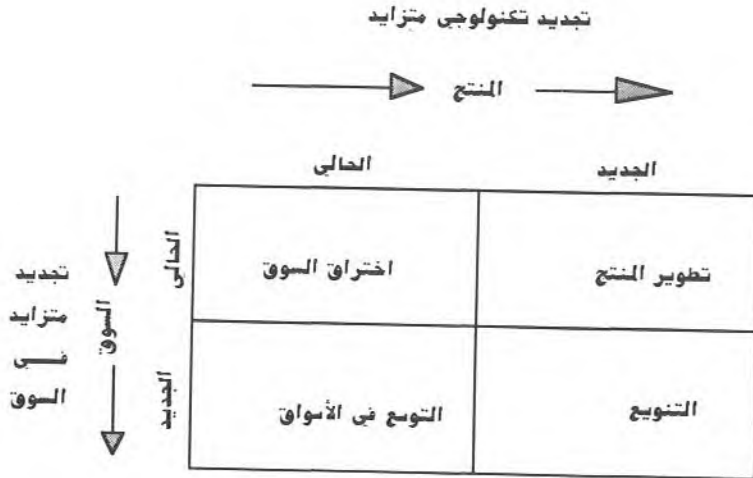 تجديد تكنولوجى متزايد
المنتج
الجديد
الحالى
الحالى
اختراق السوق
تطوير المنتج
تجديد
متزايد
فـــى
السوق
السوق
الجديد
التوسع فى الأسواق
التنويع